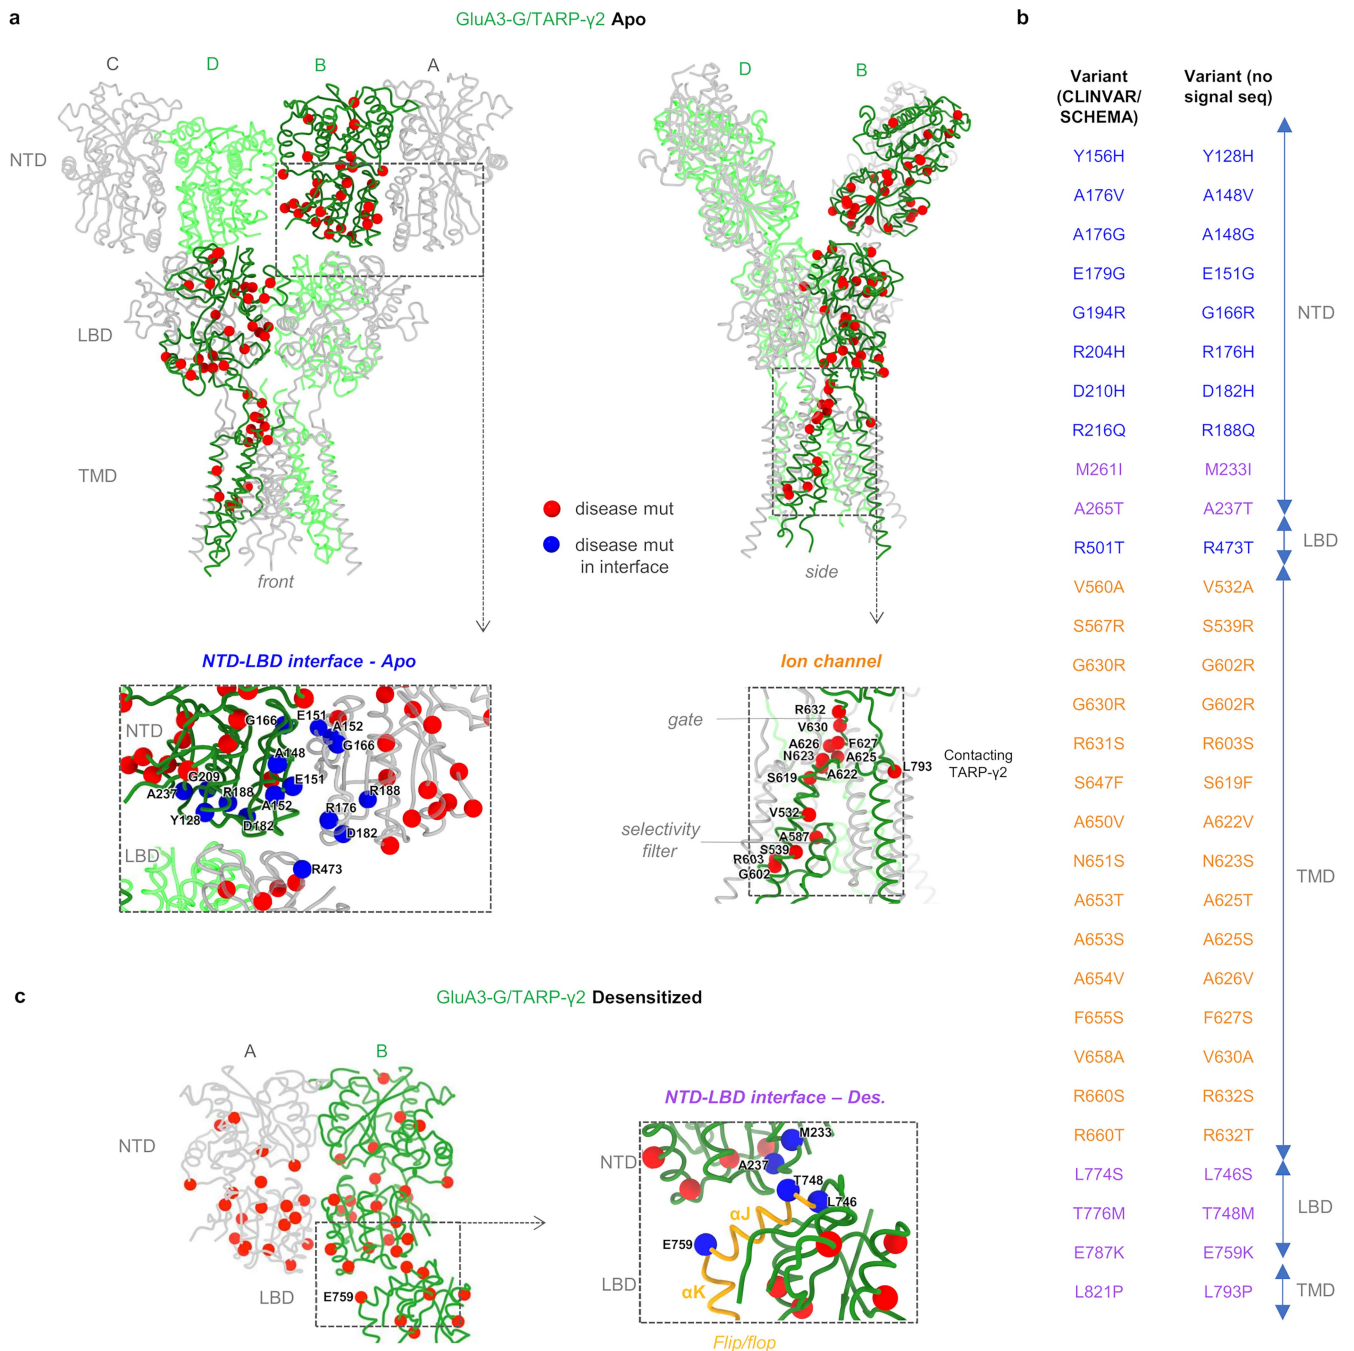 a
GluA3-G/TARP-γ2 Apo
C
D
B
A
NTD
LBD
TMD
front
D
B
side
disease mut
disease mut
in interface
NTD-LBD interface - Apo
NTD
LBD
G166
E151
A152
G166
A148
G209
E151
A237
R188
A152
R188
Y128
D182
R176
D182
R473
Ion channel
gate
selectivity
filter
R632
V630
A626
F627
N623
A625
L793
S619
A622
V532
A587
S539
R603
G602
Contacting
TARP-γ2
b
Variant
(CLINVAR/
SCHEMA)
Variant (no
signal seq)
Y156H Y128H
A176V A148V
A176G A148G
E179G E151G
G194R G166R
R204H R176H
D210H D182H
R216Q R188Q
M261I M233I
A265T A237T
R501T R473T
V560A V532A
S567R S539R
G630R G602R
G630R G602R
R631S R603S
S647F S619F
A650V A622V
N651S N623S
A653T A625T
A653S A625S
A654V A626V
F655S F627S
V658A V630A
R660S R632S
R660T R632T
L774S L746S
T776M T748M
E787K E759K
L821P L793P
NTD
LBD
TMD
LBD
TMD
c
GluA3-G/TARP-γ2 Desensitized
A
B
NTD
LBD
E759
NTD-LBD interface – Des.
NTD
LBD
M233
A237
T748
L746
αJ
E759
αK
Flip/flop